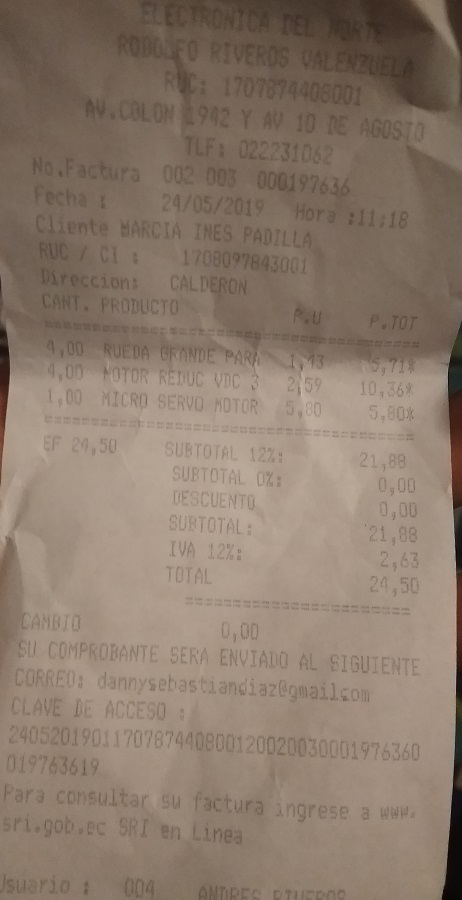 ELECTRONICA DEL NORTE
RODOLFO RIVEROS VALENZUELA
RUC: 1707874408001
AV.COLON 1942 Y AV 10 DE AGOSTO
TLF: 022231062
No.Factura 002 003 000197636
Fecha : 24/05/2019 Hora :11:18
Cliente MARCIA INES PADILLA
RUC / CI : 1708097843001
Direccion: CALDERON
CANT. PRODUCTO P.U P.TOT
4,00 RUEDA GRANDE PARA 1,43 5,71*
4,00 MOTOR REDUC VDC 3 2,59 10,36*
1,00 MICRO SERVO MOTOR 5,80 5,80*
EF 24,50 SUBTOTAL 12%: 21,88
SUBTOTAL 0%: 0,00
DESCUENTO 0,00
SUBTOTAL: 21,88
IVA 12%: 2,63
TOTAL 24,50
CAMBIO 0,00
SU COMPROBANTE SERA ENVIADO AL SIGUIENTE
CORREO: dannysebastiandiaz@gmail.com
CLAVE DE ACCESO :
2405201901170787440800120020030001976360
019763619
Para consultar su factura ingrese a www.
sri.gob.ec SRI en Linea
Usuario : 004 ANDRES RIVEROS